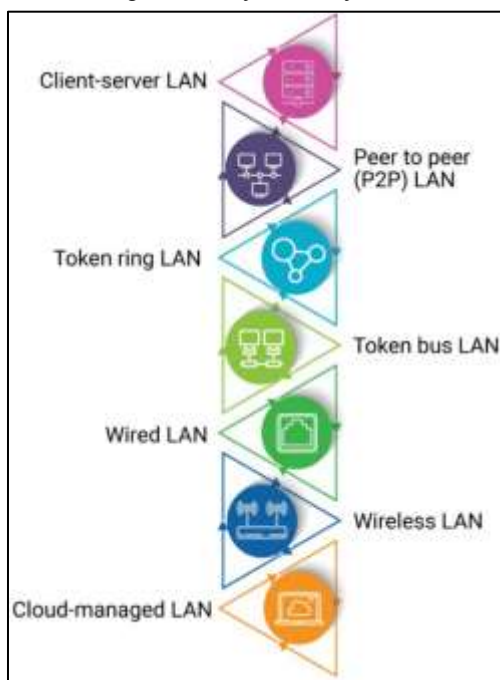 Client-server LAN
Peer to peer
(P2P) LAN
Token ring LAN
Token bus LAN
Wired LAN
Wireless LAN
Cloud-managed LAN